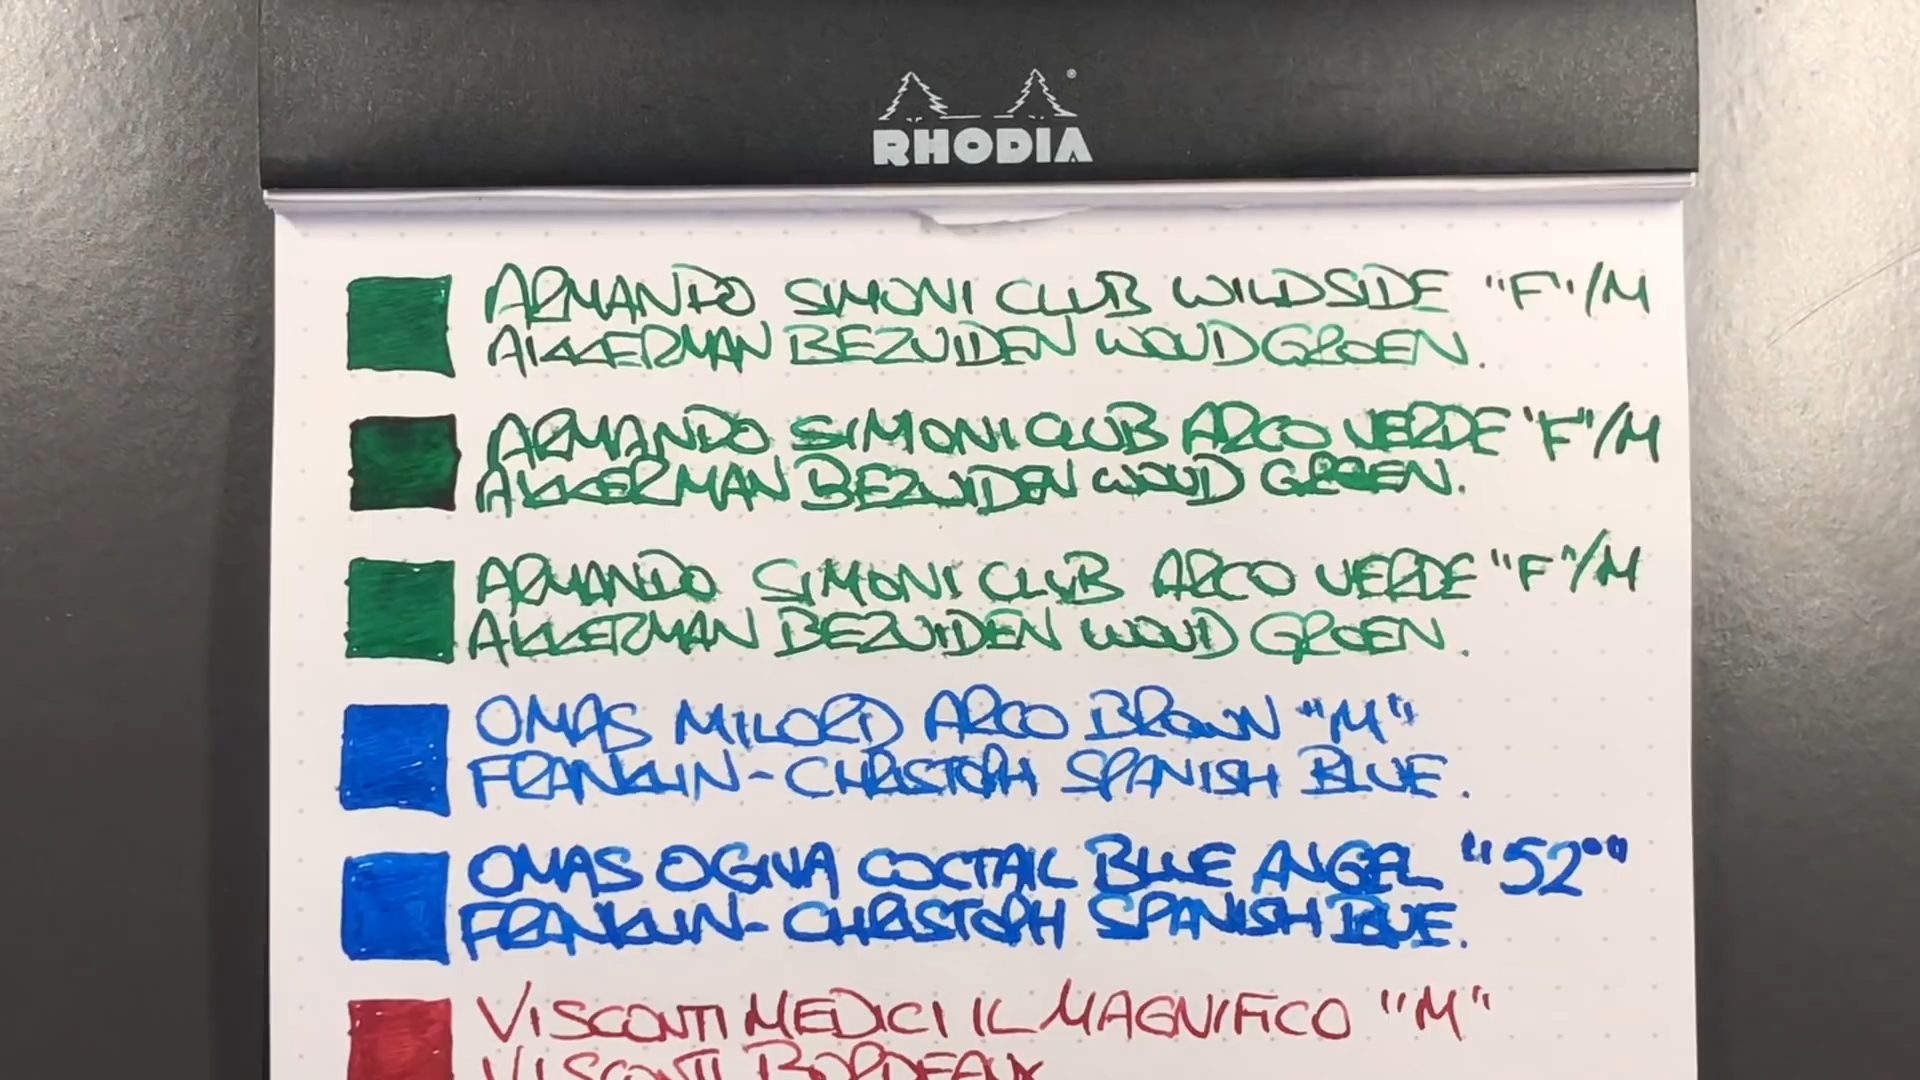 RHODIA
ARMANDO SIMONI CLUB WILDSIDE "F"/M
AKKERMAN BEZUIDEN WOUD GROEN.
ARMANDO SIMONI CLUB ARCO VERDE "F"/M
AKKERMAN BEZUIDEN WOUD GROEN.
ARMANDO SIMONI CLUB ARCO VERDE "F"/M
AKKERMAN BEZUIDEN WOUD GROEN.
OMAS MILORD ARCO BROWN "M"
FRANKLIN-CHRISTOPH SPANISH BLUE.
OMAS OGIVA COCTAIL BLUE ANGEL "52°"
FRANKLIN-CHRISTOPH SPANISH BLUE.
VISCONTI MEDICI IL MAGNIFICO "M"
VISCONTI BORDEAUX